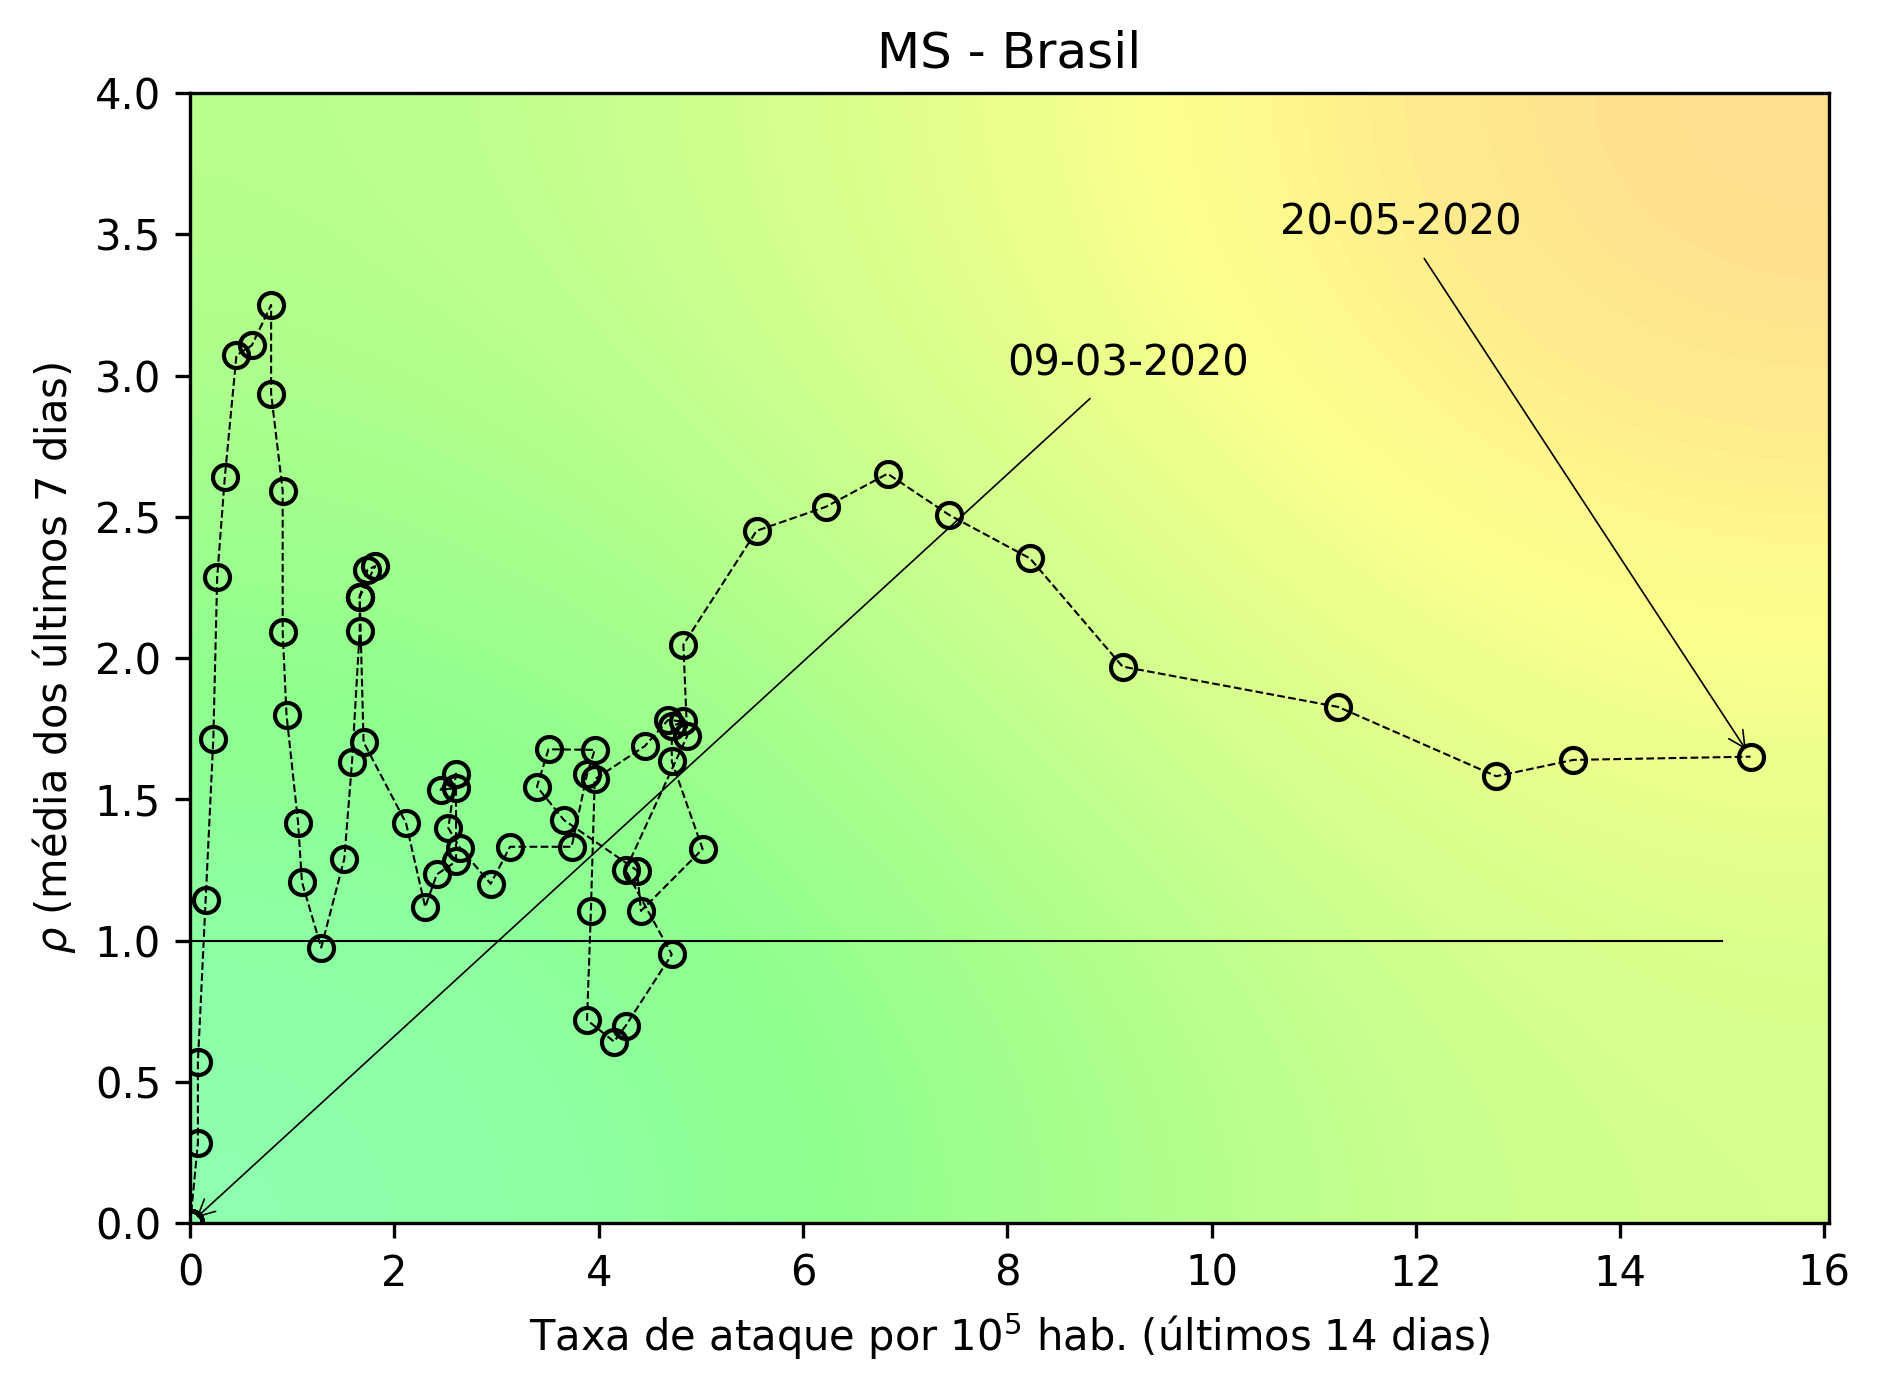 MS - Brasil
4.0
3.5
3.0
2.5
2.0
1.5
1.0
0.5
0.0
ρ (média dos últimos 7 dias)
20-05-2020
09-03-2020
0 2 4 6 8 10 12 14 16
Taxa de ataque por 10⁵ hab. (últimos 14 dias)